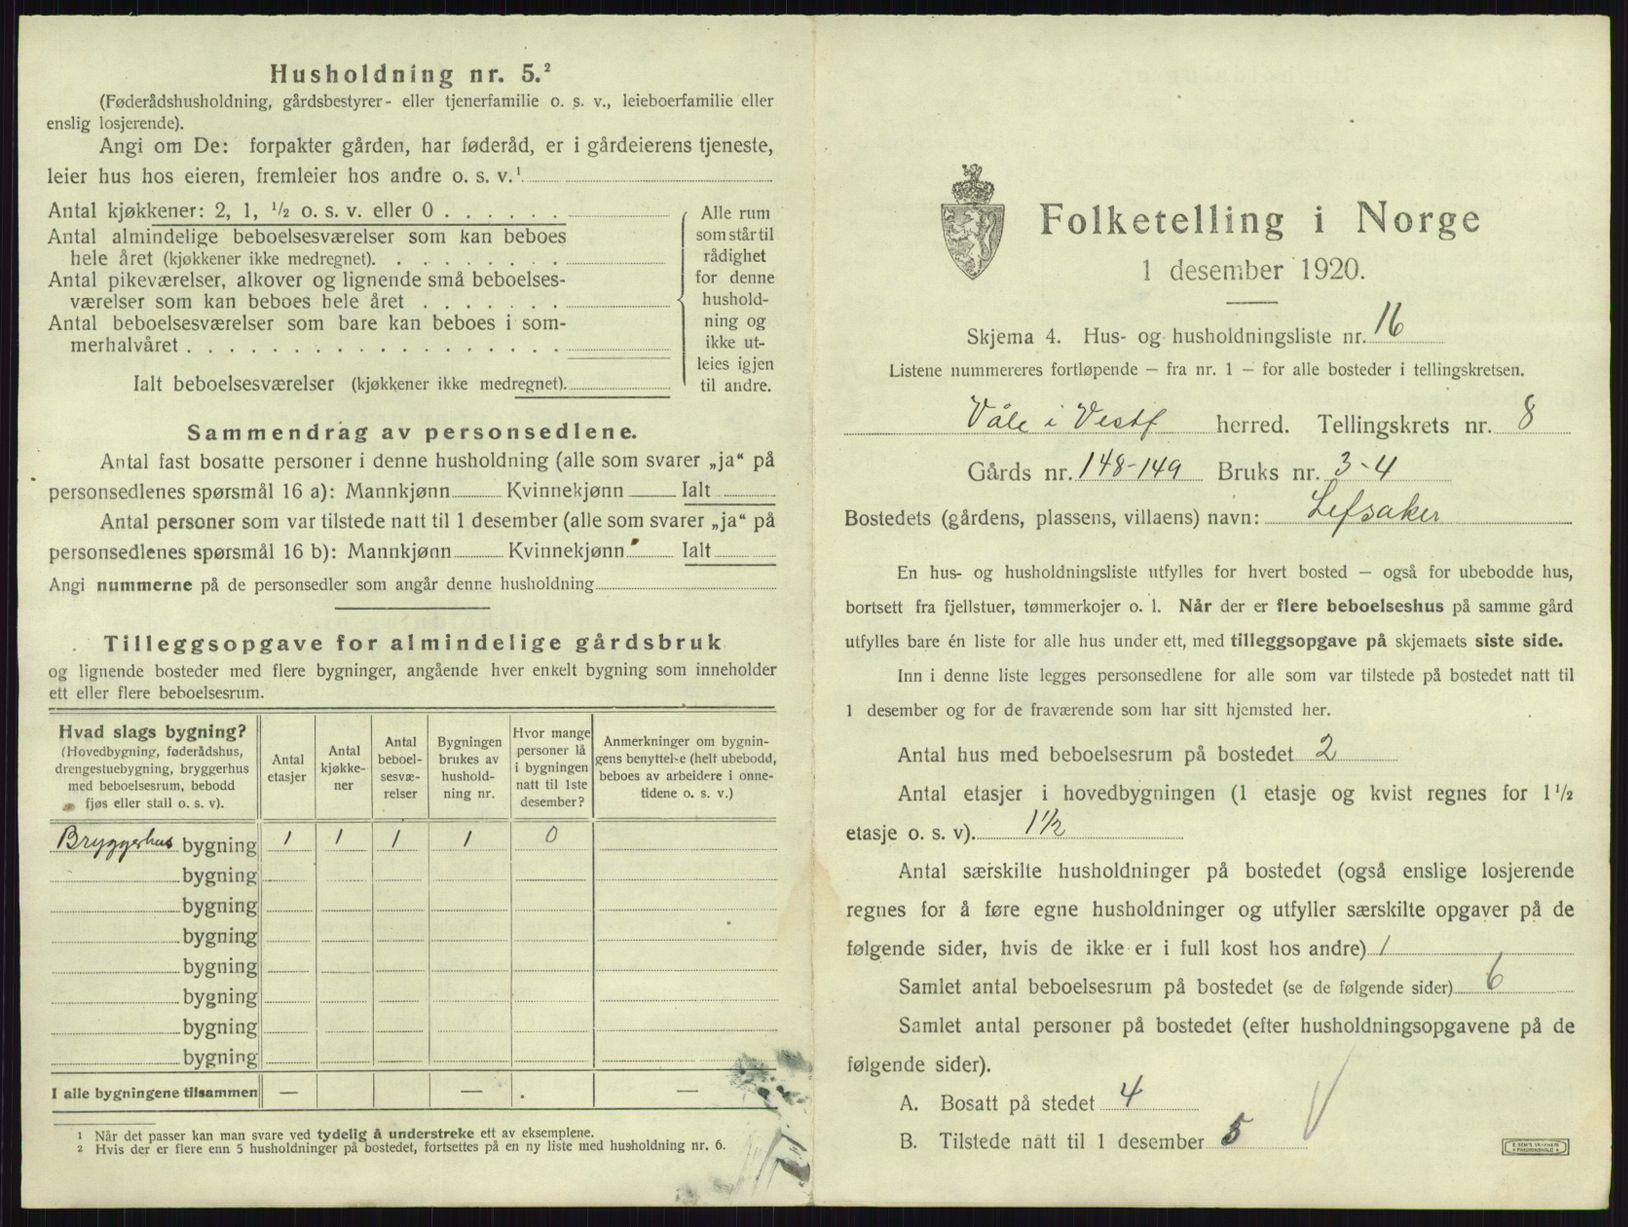 Husholdning nr. 5.²
(Føderådshusholdning, gårdsbestyrer- eller tjenerfamilie o. s. v., leieboerfamilie eller
enslig losjerende).
Angi om De: forpakter gården, har føderåd, er i gårdeierens tjeneste,
leier hus hos eieren, fremleier hos andre o. s. v.¹
Antal kjøkkener: 2, 1, ½ o. s. v. eller 0
Antal almindelige beboelsesværelser som kan beboes
hele året (kjøkkener ikke medregnet).
Antal pikeværelser, alkover og lignende små beboelses-
værelser som kan beboes hele året
Antal beboelsesværelser som bare kan beboes i som-
merhalvåret
Ialt beboelsesværelser (kjøkkener ikke medregnet).
Alle rum
som står til
rådighet
for denne
hushold-
ning og
ikke ut-
leies igjen
til andre.
Sammendrag av personsedlene.
Antal fast bosatte personer i denne husholdning (alle som svarer „ja“ på
personsedlenes spørsmål 16 a): Mannkjønn Kvinnekjønn Ialt
Antal personer som var tilstede natt til 1 desember (alle som svarer „ja“ på
personsedlenes spørsmål 16 b): Mannkjønn Kvinnekjønn Ialt
Angi nummerne på de personsedler som angår denne husholdning
Tilleggsopgave for almindelige gårdsbruk
og lignende bosteder med flere bygninger, angående hver enkelt bygning som inneholder
ett eller flere beboelsesrum.
Hvad slags bygning?
(Hovedbygning, føderådshus,
drengestuebygning, bryggerhus
med beboelsesrum, bebodd
fjøs eller stall o. s. v).
Antal
etasjer
Antal
kjøkke-
ner
Antal
beboel-
sesvæ-
relser
Bygningen
brukes av
hushold-
ning nr.
Hvor mange
personer lå
i bygningen
natt til 1ste
desember?
Anmerkninger om bygnin-
gens benyttelse (helt ubebodd,
beboes av arbeidere i onne-
tidene o. s. v.)
Bryggerhus bygning 1 1 1 1 0
bygning
bygning
bygning
bygning
bygning
bygning
bygning
I alle bygningene tilsammen — — —
¹ Når det passer kan man svare ved tydelig å understreke ett av eksemplene.
² Hvis der er flere enn 5 husholdninger på bostedet, fortsettes på en ny liste med husholdning nr. 6.
Folketelling i Norge
1 desember 1920.
Skjema 4. Hus- og husholdningsliste nr. 16
Listene nummereres fortløpende — fra nr. 1 — for alle bosteder i tellingskretsen.
Våle i Vestf herred. Tellingskrets nr. 8
Gårds nr. 148-149 Bruks nr. 3-4
Bostedets (gårdens, plassens, villaens) navn: Lefsaker
En hus- og husholdningsliste utfylles for hvert bosted — også for ubebodde hus,
bortsett fra fjellstuer, tømmerkojer o. l. Når der er flere beboelseshus på samme gård
utfylles bare én liste for alle hus under ett, med tilleggsopgave på skjemaets siste side.
Inn i denne liste legges personsedlene for alle som var tilstede på bostedet natt til
1 desember og for de fraværende som har sitt hjemsted her.
Antal hus med beboelsesrum på bostedet 2
Antal etasjer i hovedbygningen (1 etasje og kvist regnes for 1½
etasje o. s. v). 1½
Antal særskilte husholdninger på bostedet (også enslige losjerende
regnes for å føre egne husholdninger og utfyller særskilte opgaver på de
følgende sider, hvis de ikke er i full kost hos andre) 1
Samlet antal beboelsesrum på bostedet (se de følgende sider) 6
Samlet antal personer på bostedet (efter husholdningsopgavene på de
følgende sider).
A. Bosatt på stedet 4
B. Tilstede natt til 1 desember 5